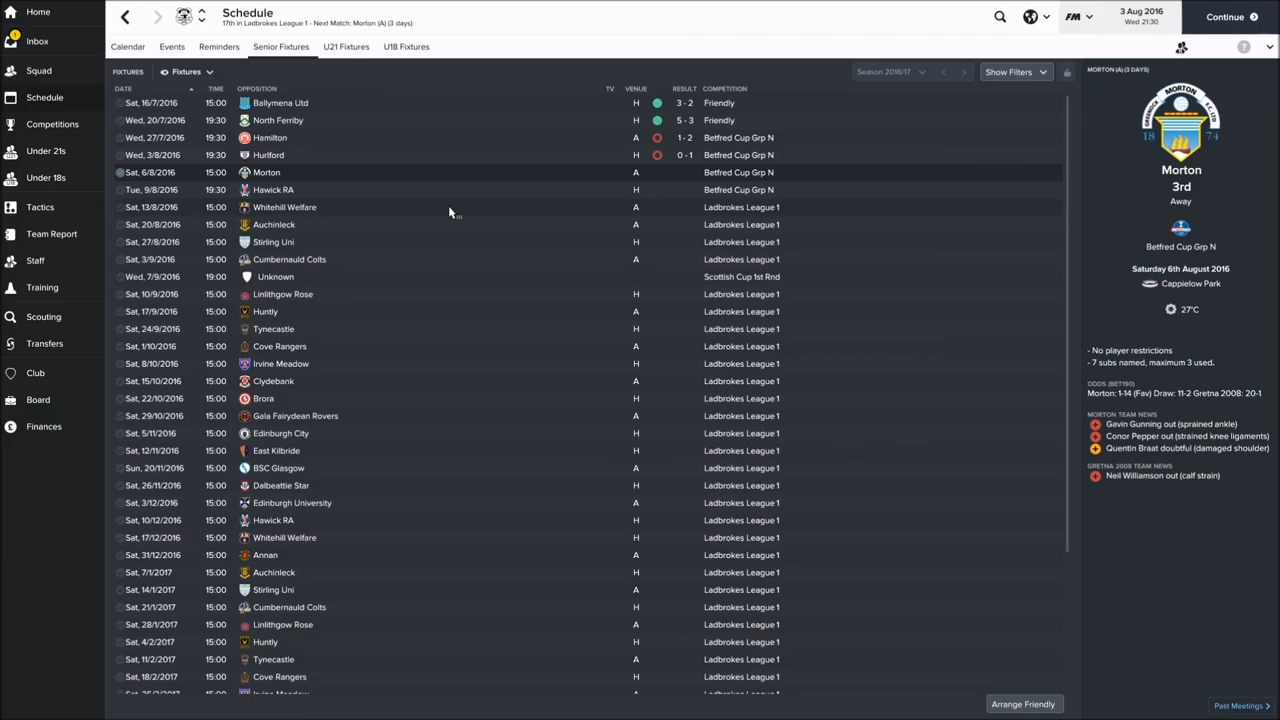 Home
Inbox
Squad
Schedule
Competitions
Under 21s
Under 18s
Tactics
Team Report
Staff
Training
Scouting
Transfers
Club
Board
Finances
Schedule
17th in Ladbrokes League 1 - Next Match: Morton (A) (3 days)
FM
3 Aug 2016
Wed 21:30
Continue
Calendar Events Reminders Senior Fixtures U21 Fixtures U18 Fixtures
FIXTURES Fixtures Season 2016/17 Show Filters
DATE TIME OPPOSITION TV VENUE RESULT COMPETITION
Sat, 16/7/2016 15:00 Ballymena Utd H 3 - 2 Friendly
Wed, 20/7/2016 19:30 North Ferriby H 5 - 3 Friendly
Wed, 27/7/2016 19:30 Hamilton A 1 - 2 Betfred Cup Grp N
Wed, 3/8/2016 19:30 Hurlford H 0 - 1 Betfred Cup Grp N
Sat, 6/8/2016 15:00 Morton A Betfred Cup Grp N
Tue, 9/8/2016 19:30 Hawick RA H Betfred Cup Grp N
Sat, 13/8/2016 15:00 Whitehill Welfare A Ladbrokes League 1
Sat, 20/8/2016 15:00 Auchinleck A Ladbrokes League 1
Sat, 27/8/2016 15:00 Stirling Uni H Ladbrokes League 1
Sat, 3/9/2016 15:00 Cumbernauld Colts A Ladbrokes League 1
Wed, 7/9/2016 19:00 Unknown Scottish Cup 1st Rnd
Sat, 10/9/2016 15:00 Linlithgow Rose H Ladbrokes League 1
Sat, 17/9/2016 15:00 Huntly A Ladbrokes League 1
Sat, 24/9/2016 15:00 Tynecastle H Ladbrokes League 1
Sat, 1/10/2016 15:00 Cove Rangers A Ladbrokes League 1
Sat, 8/10/2016 15:00 Irvine Meadow H Ladbrokes League 1
Sat, 15/10/2016 15:00 Clydebank A Ladbrokes League 1
Sat, 22/10/2016 15:00 Brora H Ladbrokes League 1
Sat, 29/10/2016 15:00 Gala Fairydean Rovers A Ladbrokes League 1
Sat, 5/11/2016 15:00 Edinburgh City H Ladbrokes League 1
Sat, 12/11/2016 15:00 East Kilbride H Ladbrokes League 1
Sun, 20/11/2016 15:00 BSC Glasgow A Ladbrokes League 1
Sat, 26/11/2016 15:00 Dalbeattie Star H Ladbrokes League 1
Sat, 3/12/2016 15:00 Edinburgh University A Ladbrokes League 1
Sat, 10/12/2016 15:00 Hawick RA H Ladbrokes League 1
Sat, 17/12/2016 15:00 Whitehill Welfare H Ladbrokes League 1
Sat, 31/12/2016 15:00 Annan A Ladbrokes League 1
Sat, 7/1/2017 15:00 Auchinleck H Ladbrokes League 1
Sat, 14/1/2017 15:00 Stirling Uni A Ladbrokes League 1
Sat, 21/1/2017 15:00 Cumbernauld Colts H Ladbrokes League 1
Sat, 28/1/2017 15:00 Linlithgow Rose A Ladbrokes League 1
Sat, 4/2/2017 15:00 Huntly H Ladbrokes League 1
Sat, 11/2/2017 15:00 Tynecastle A Ladbrokes League 1
Sat, 18/2/2017 15:00 Cove Rangers H Ladbrokes League 1
Arrange Friendly
MORTON (A) (3 DAYS)
MORTON
18 74
Morton
3rd
Away
Betfred Cup Grp N
Saturday 6th August 2016
Cappielow Park
27°C
- No player restrictions
- 7 subs named, maximum 3 used.
ODDS (BET190)
Morton: 1-14 (Fav) Draw: 11-2 Gretna 2008: 20-1
MORTON TEAM NEWS
Gavin Gunning out (sprained ankle)
Conor Pepper out (strained knee ligaments)
Quentin Braat doubtful (damaged shoulder)
GRETNA 2008 TEAM NEWS
Neil Williamson out (calf strain)
Past Meetings